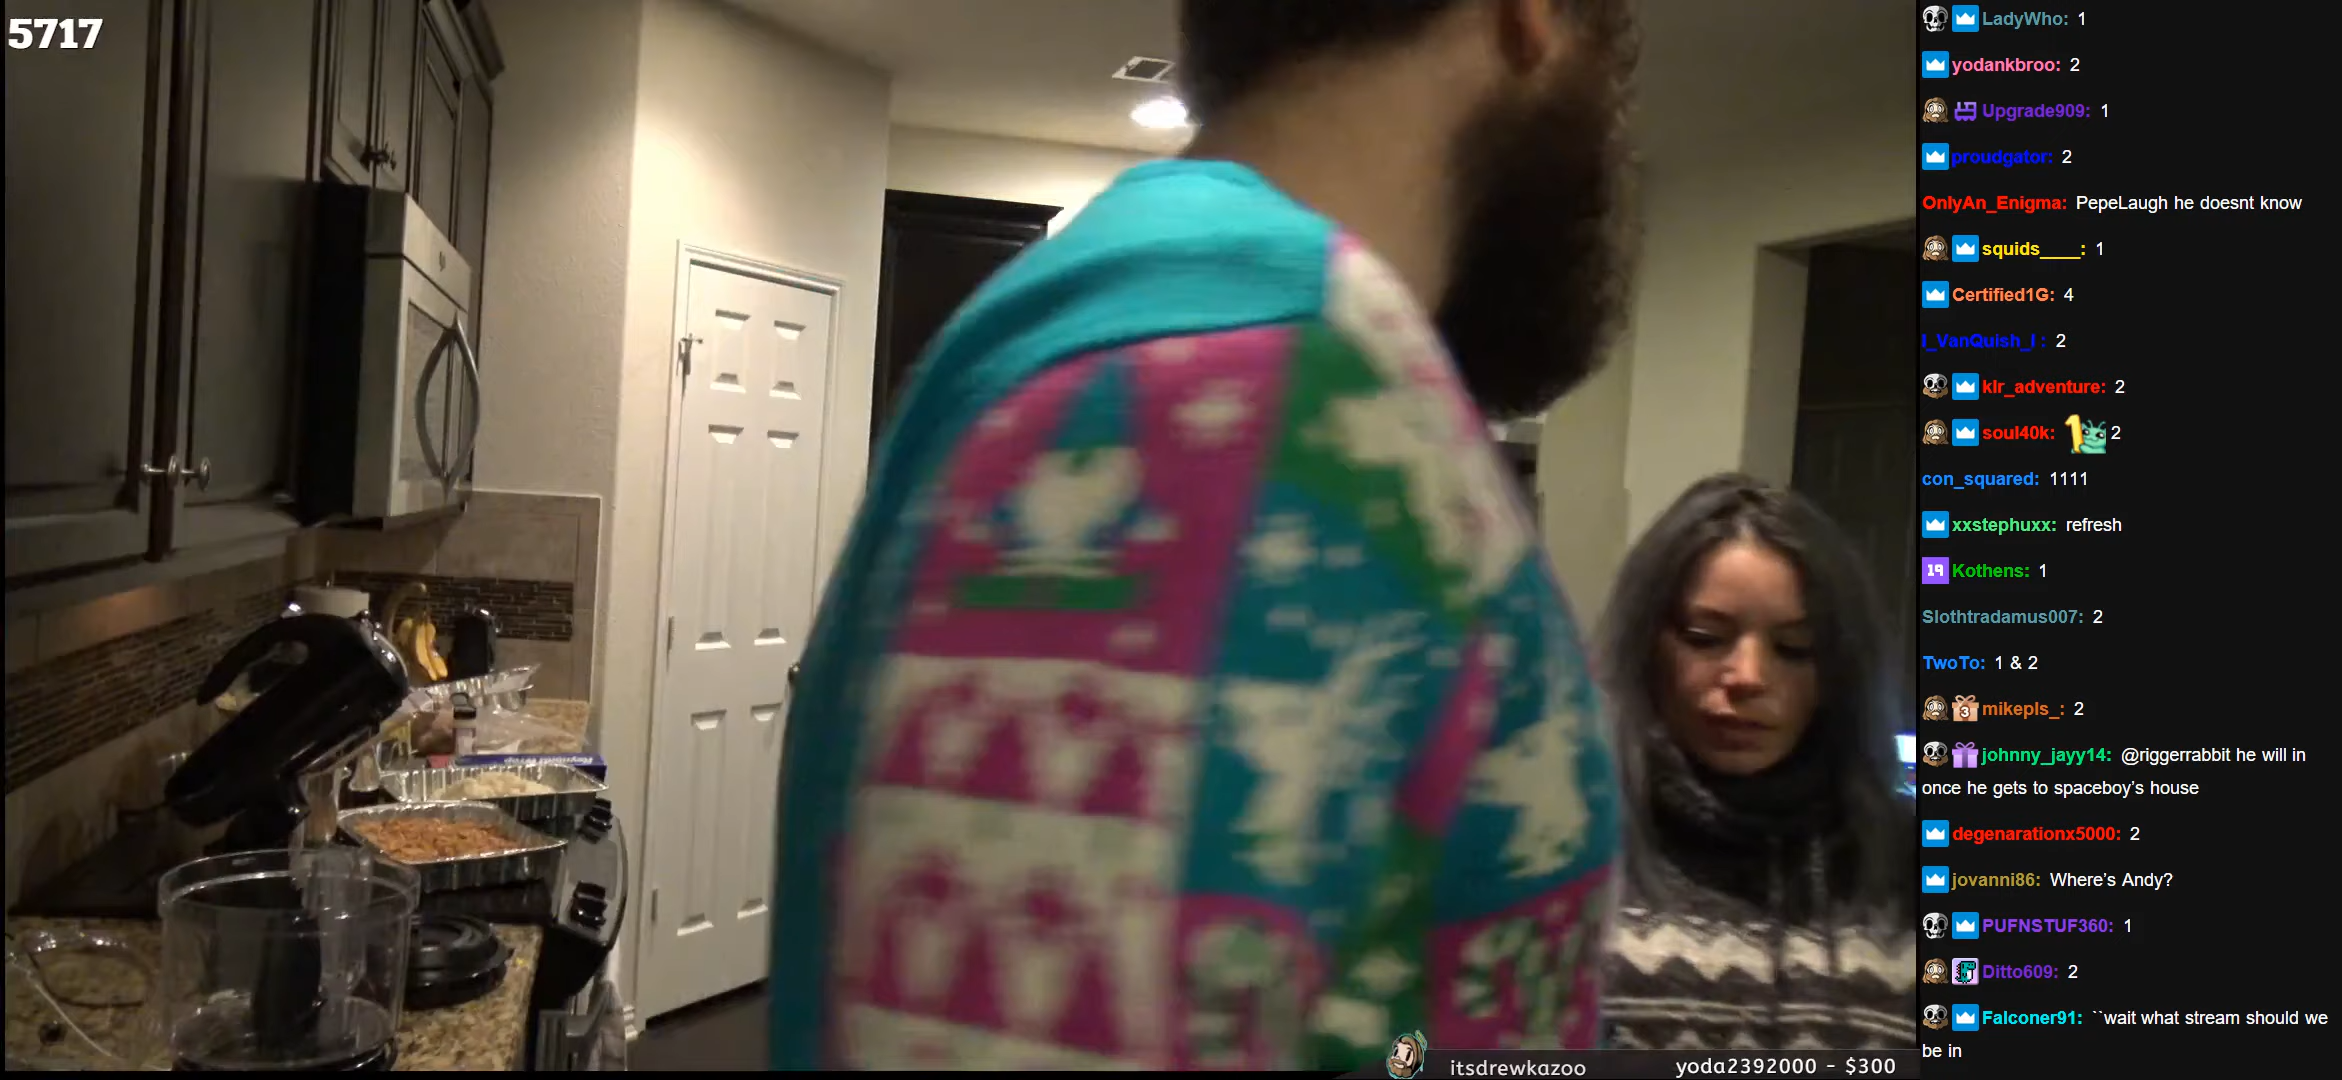 5717
LadyWho: 1
yodankbroo: 2
Upgrade909: 1
proudgator: 2
OnlyAn_Enigma: PepeLaugh he doesnt know
squids____: 1
Certified1G: 4
I_VanQuish_I: 2
klr_adventure: 2
soul40k: 1 2
con_squared: 1111
xxstephuxx: refresh
19 Kothens: 1
Slothtradamus007: 2
TwoTo: 1 & 2
3 mikepls_: 2
johnny_jayy14: @riggerrabbit he will in
once he gets to spaceboy’s house
degenarationx5000: 2
jovanni86: Where’s Andy?
PUFNSTUF360: 1
Ditto609: 2
Falconer91: ``wait what stream should we
be in
itsdrewkazoo
yoda2392000 - $300